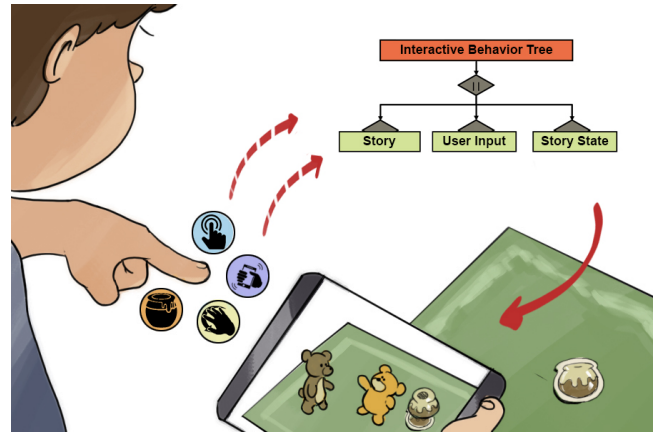 Interactive Behavior Tree
||
Story
User Input
Story State